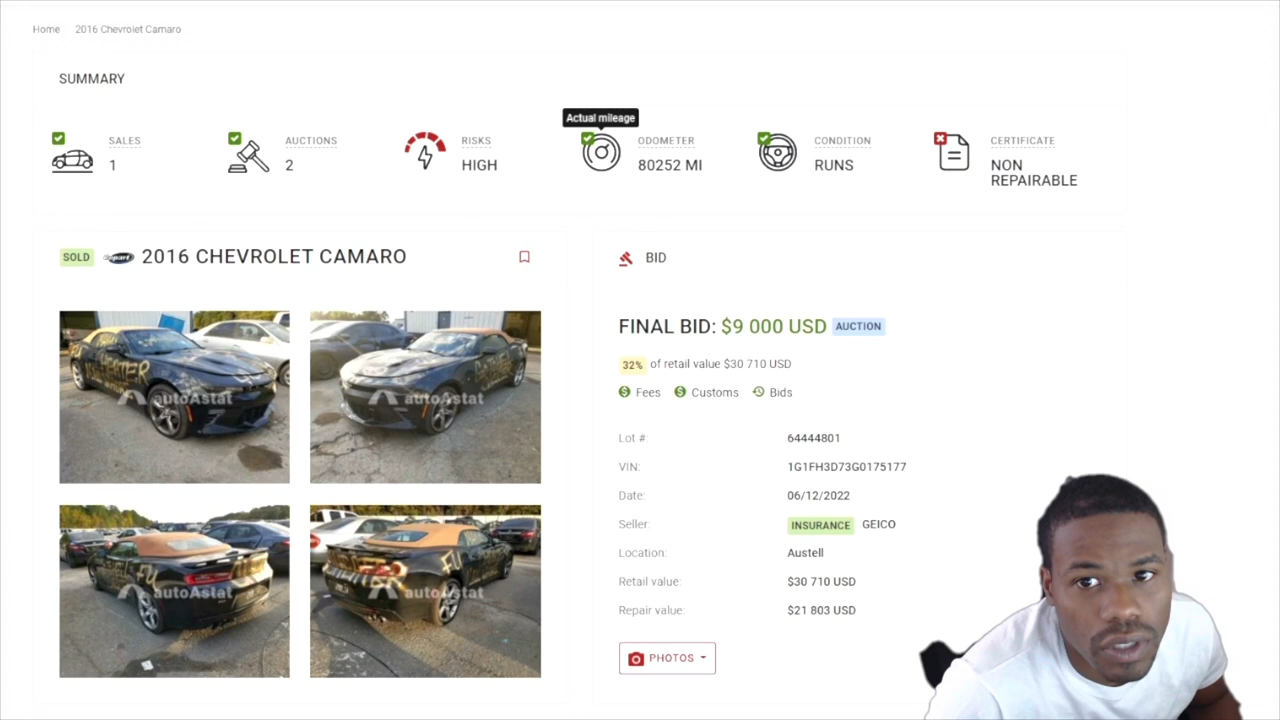 Home 2016 Chevrolet Camaro
SUMMARY
Actual mileage
SALES
1
AUCTIONS
2
RISKS
HIGH
ODOMETER
80252 MI
CONDITION
RUNS
CERTIFICATE
NON
REPAIRABLE
SOLD Copart 2016 CHEVROLET CAMARO
autoAstat
autoAstat
autoAstat
autoAstat
BID
FINAL BID: $9 000 USD AUCTION
32% of retail value $30 710 USD
Fees Customs Bids
Lot #: 64444801
VIN: 1G1FH3D73G0175177
Date: 06/12/2022
Seller: INSURANCE GEICO
Location: Austell
Retail value: $30 710 USD
Repair value: $21 803 USD
PHOTOS